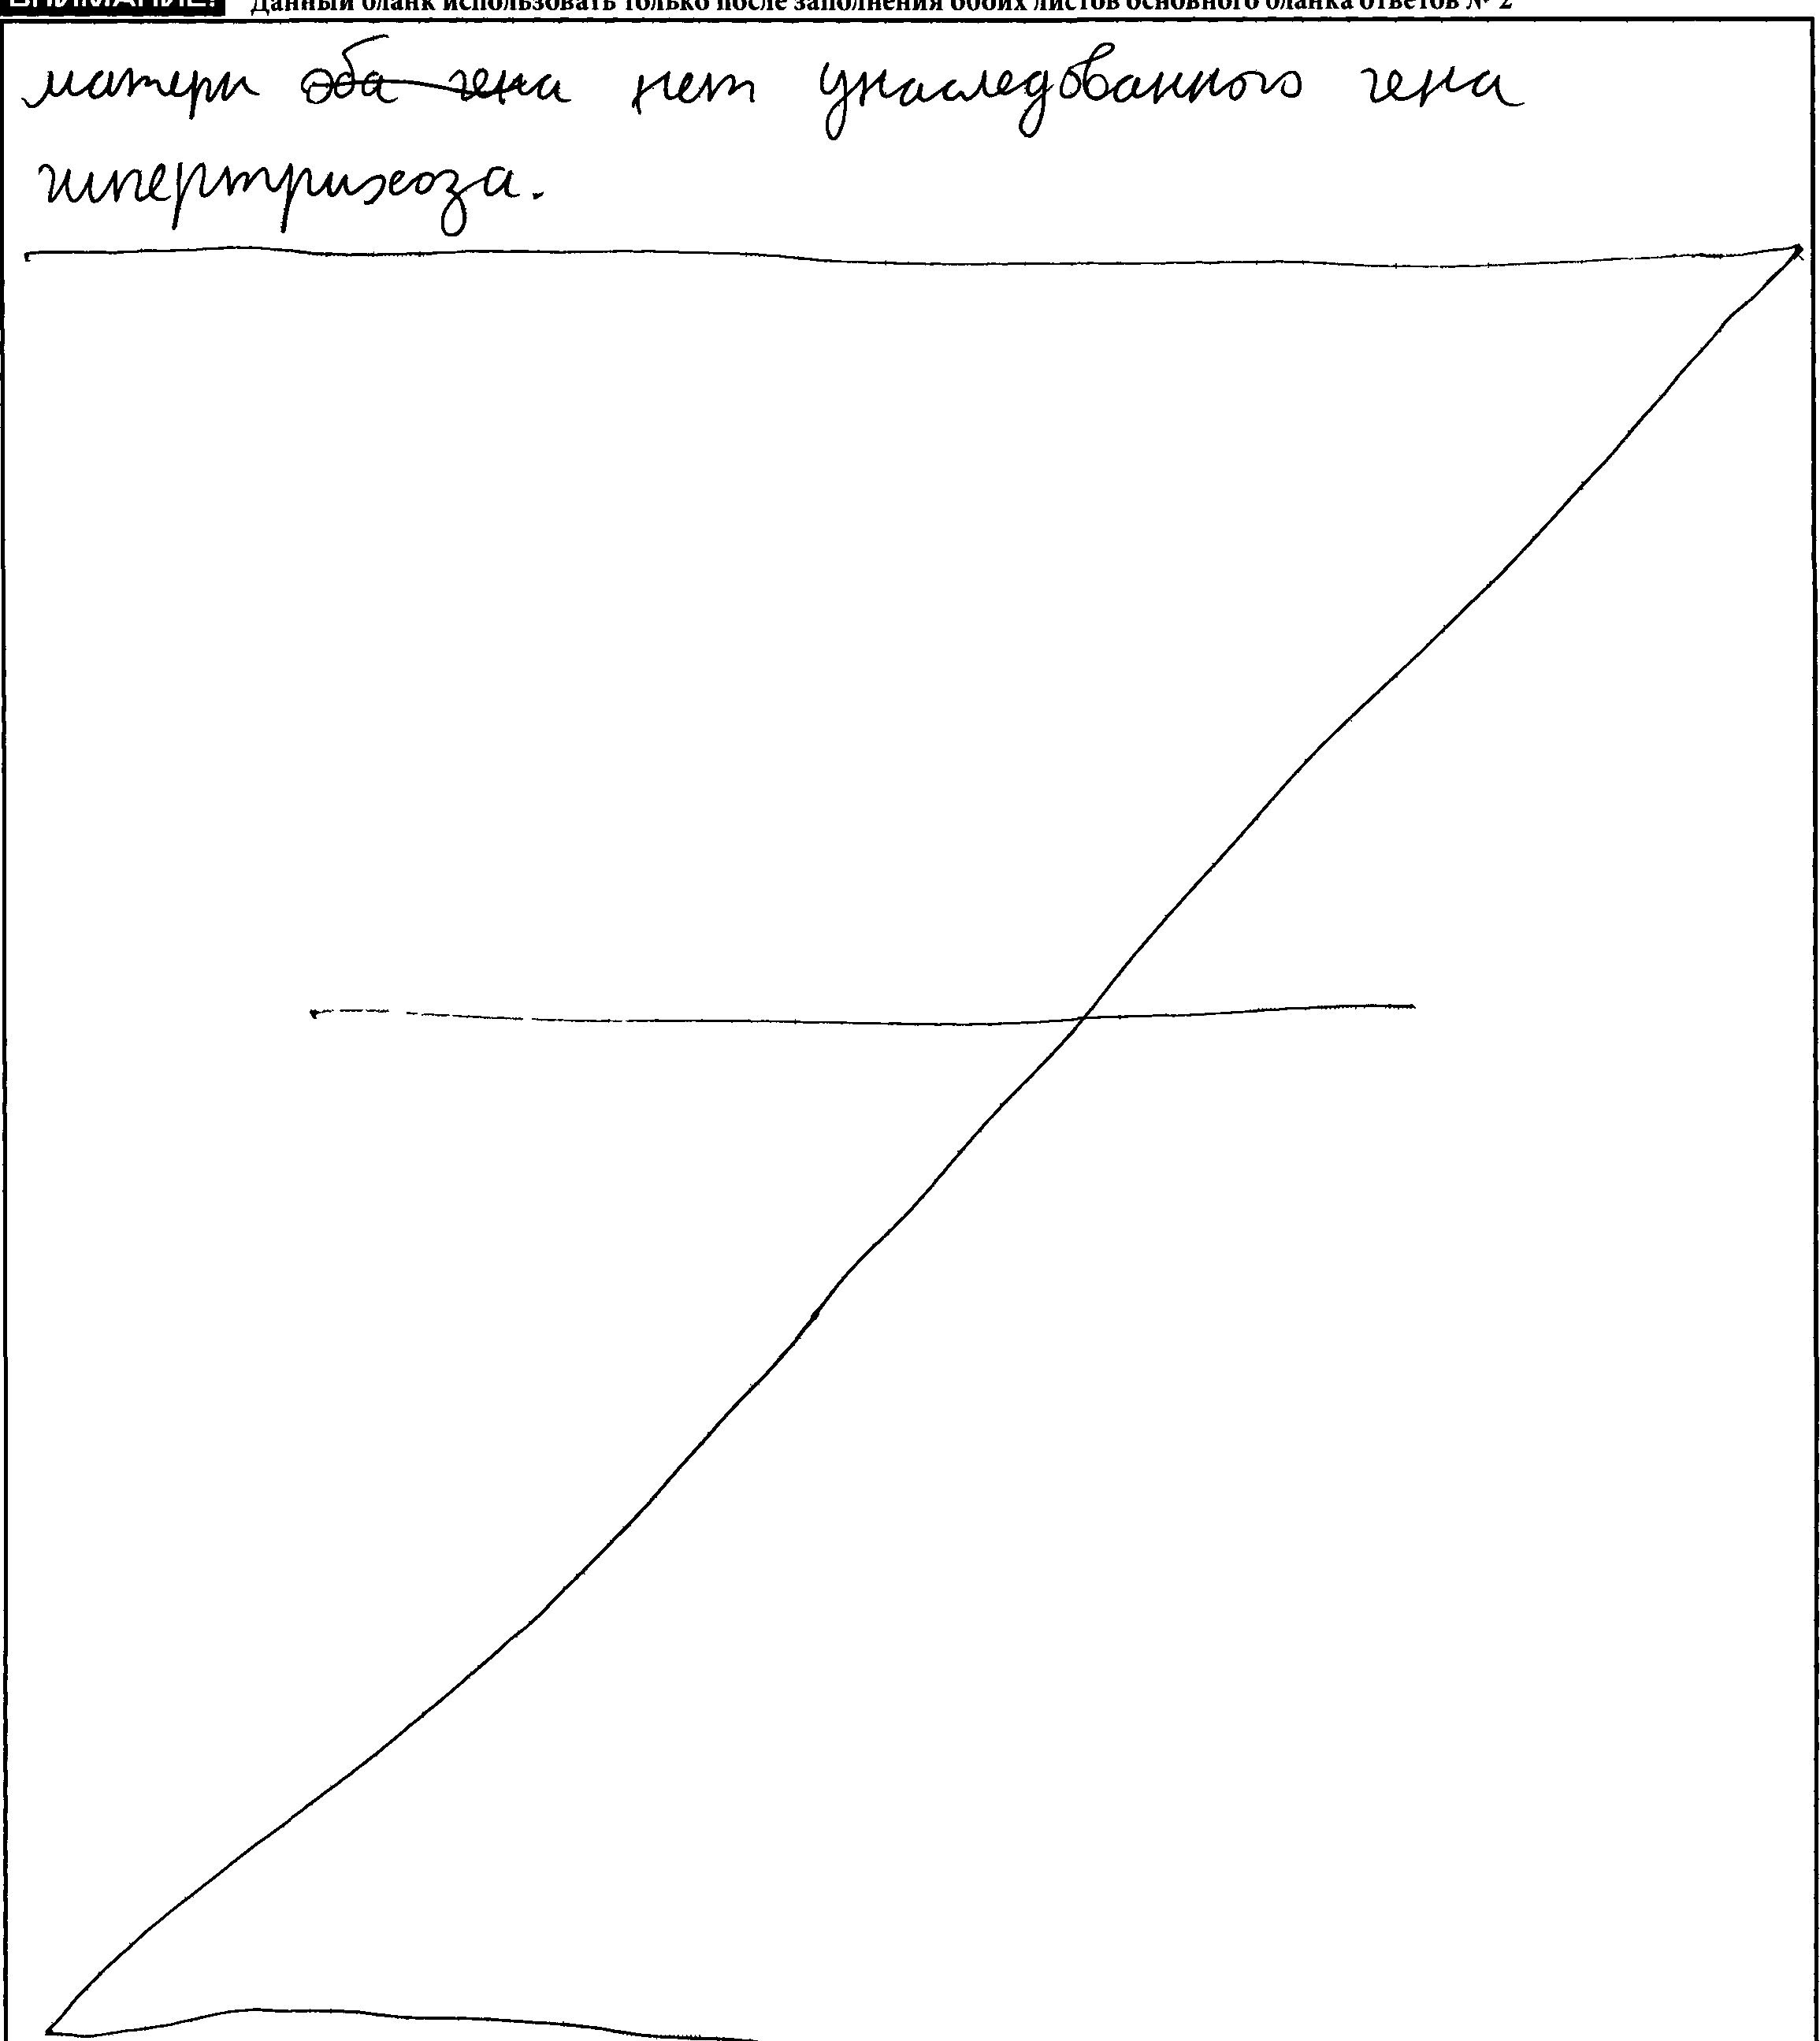 ВНИМАНИЕ! Данный бланк использовать только после заполнения обоих листов основного бланка ответов № 2
матери оба гена нет унаследованного гена
гипертрихоза.